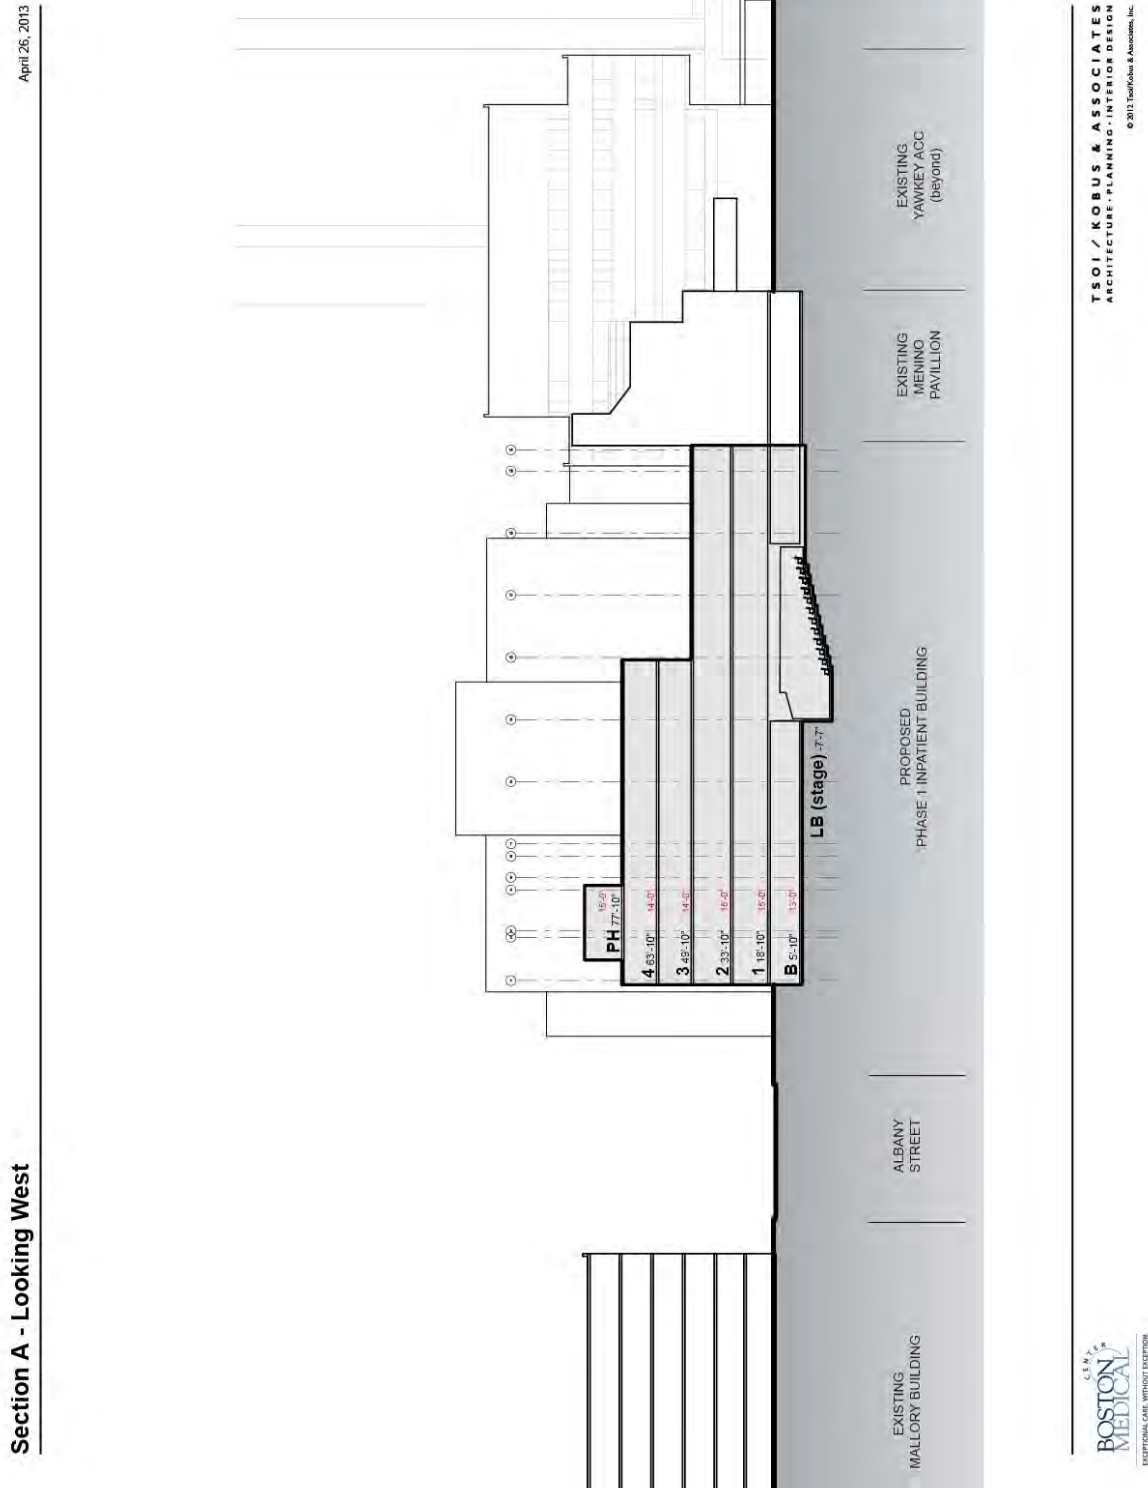 Section A - Looking West
April 26, 2013
PH 77'-10"
15'-0"
4 63'-10"
14'-0"
3 49'-10"
14'-0"
2 33'-10"
16'-0"
1 18'-10"
15'-0"
B 5'-10"
13'-0"
LB (stage) -7'-7"
EXISTING
MALLORY BUILDING
ALBANY
STREET
PROPOSED
PHASE 1 INPATIENT BUILDING
EXISTING
MENINO
PAVILLION
EXISTING
YAWKEY ACC
(beyond)
BOSTON
MEDICAL
CENTER
EXCEPTIONAL CARE. WITHOUT EXCEPTION.
TSOI / KOBUS & ASSOCIATES
ARCHITECTURE • PLANNING • INTERIOR DESIGN
© 2012 Tsoi/Kobus & Associates, Inc.